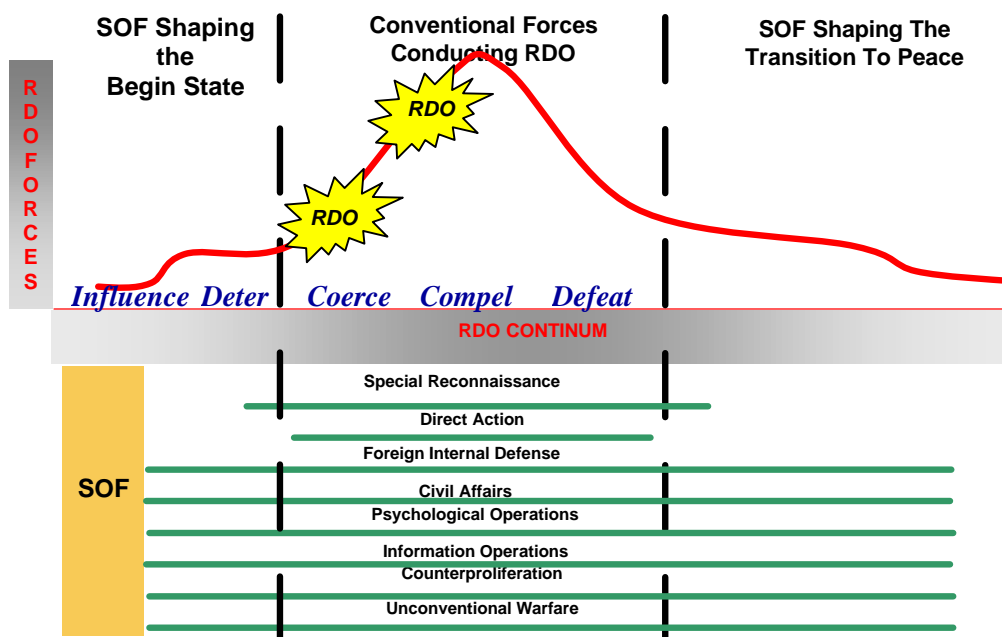 SOF Shaping
the
Begin State
Conventional Forces
Conducting RDO
SOF Shaping The
Transition To Peace
RDO FORCES
RDO
RDO
Influence Deter Coerce Compel Defeat
RDO CONTINUM
SOF
Special Reconnaissance
Direct Action
Foreign Internal Defense
Civil Affairs
Psychological Operations
Information Operations
Counterproliferation
Unconventional Warfare